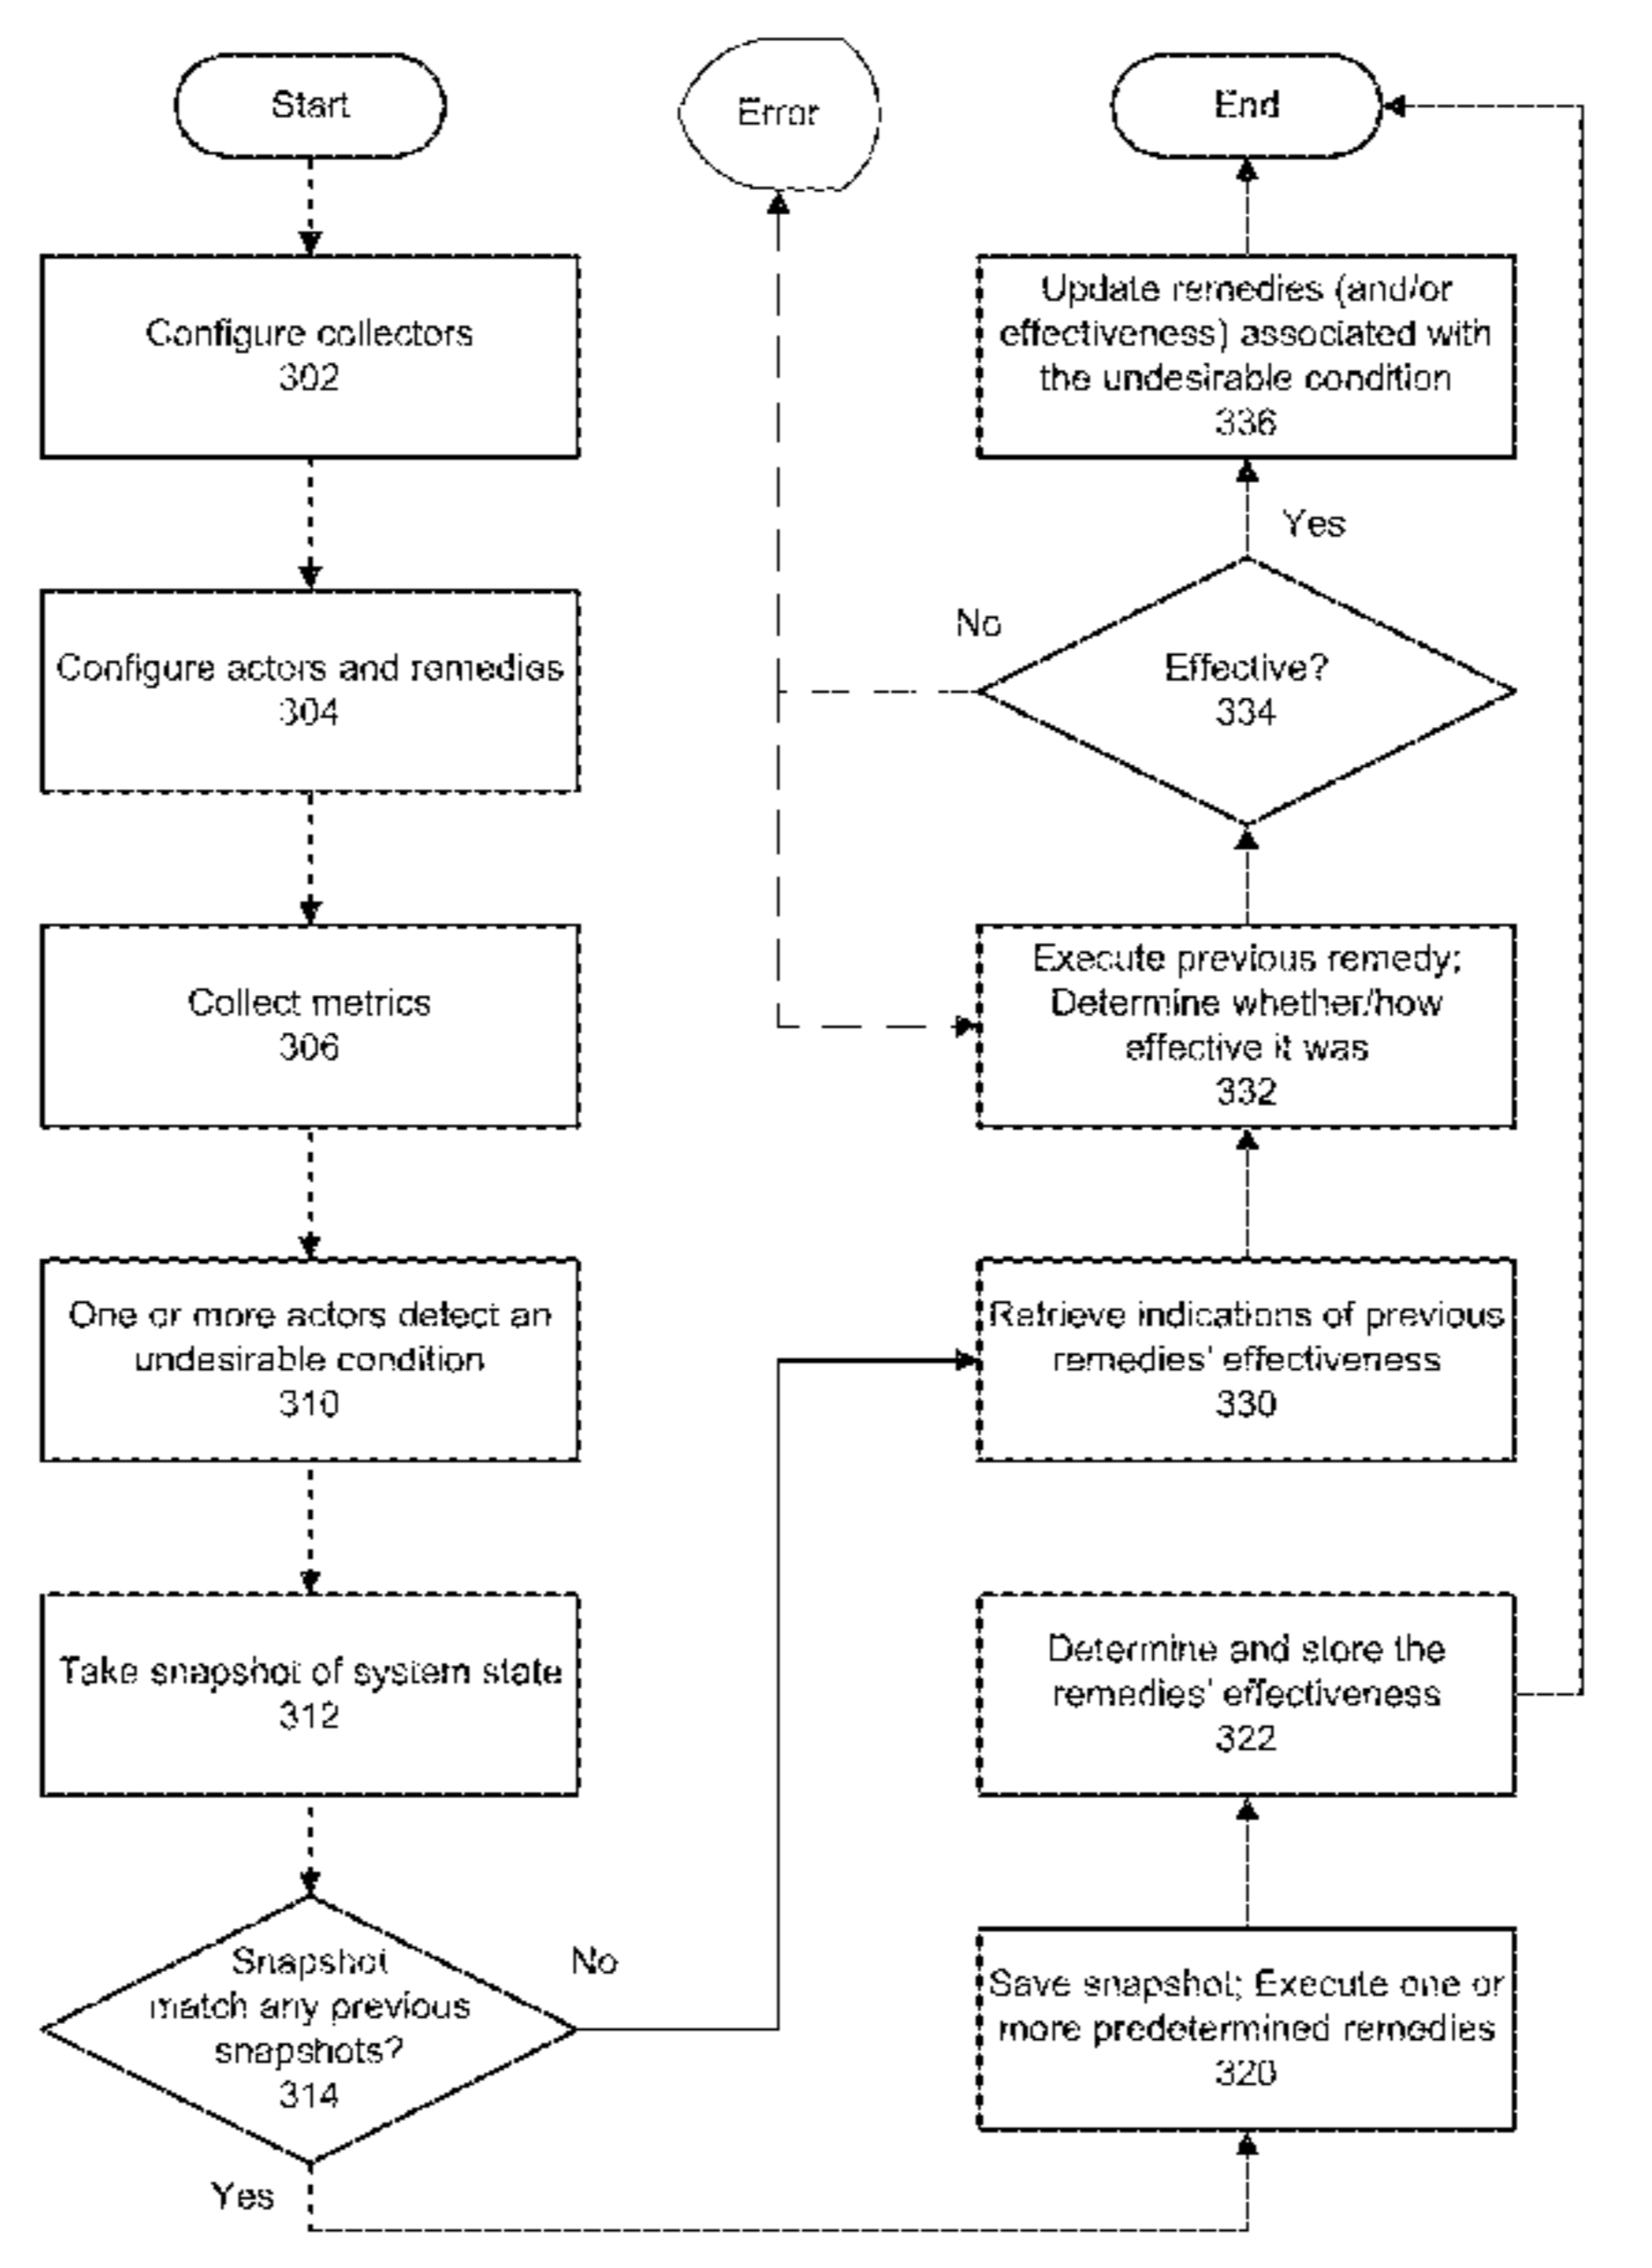 Start
Configure collectors
302
Configure actors and remedies
304
Collect metrics
306
One or more actors detect an
undesirable condition
310
Take snapshot of system state
312
Snapshot
match any previous
snapshots?
314
No
Yes
Error
End
Update remedies (and/or
effectiveness) associated with
the undesirable condition
336
Yes
No
Effective?
334
Execute previous remedy;
Determine whether/how
effective it was
332
Retrieve indications of previous
remedies' effectiveness
330
Determine and store the
remedies' effectiveness
322
Save snapshot; Execute one or
more predetermined remedies
320